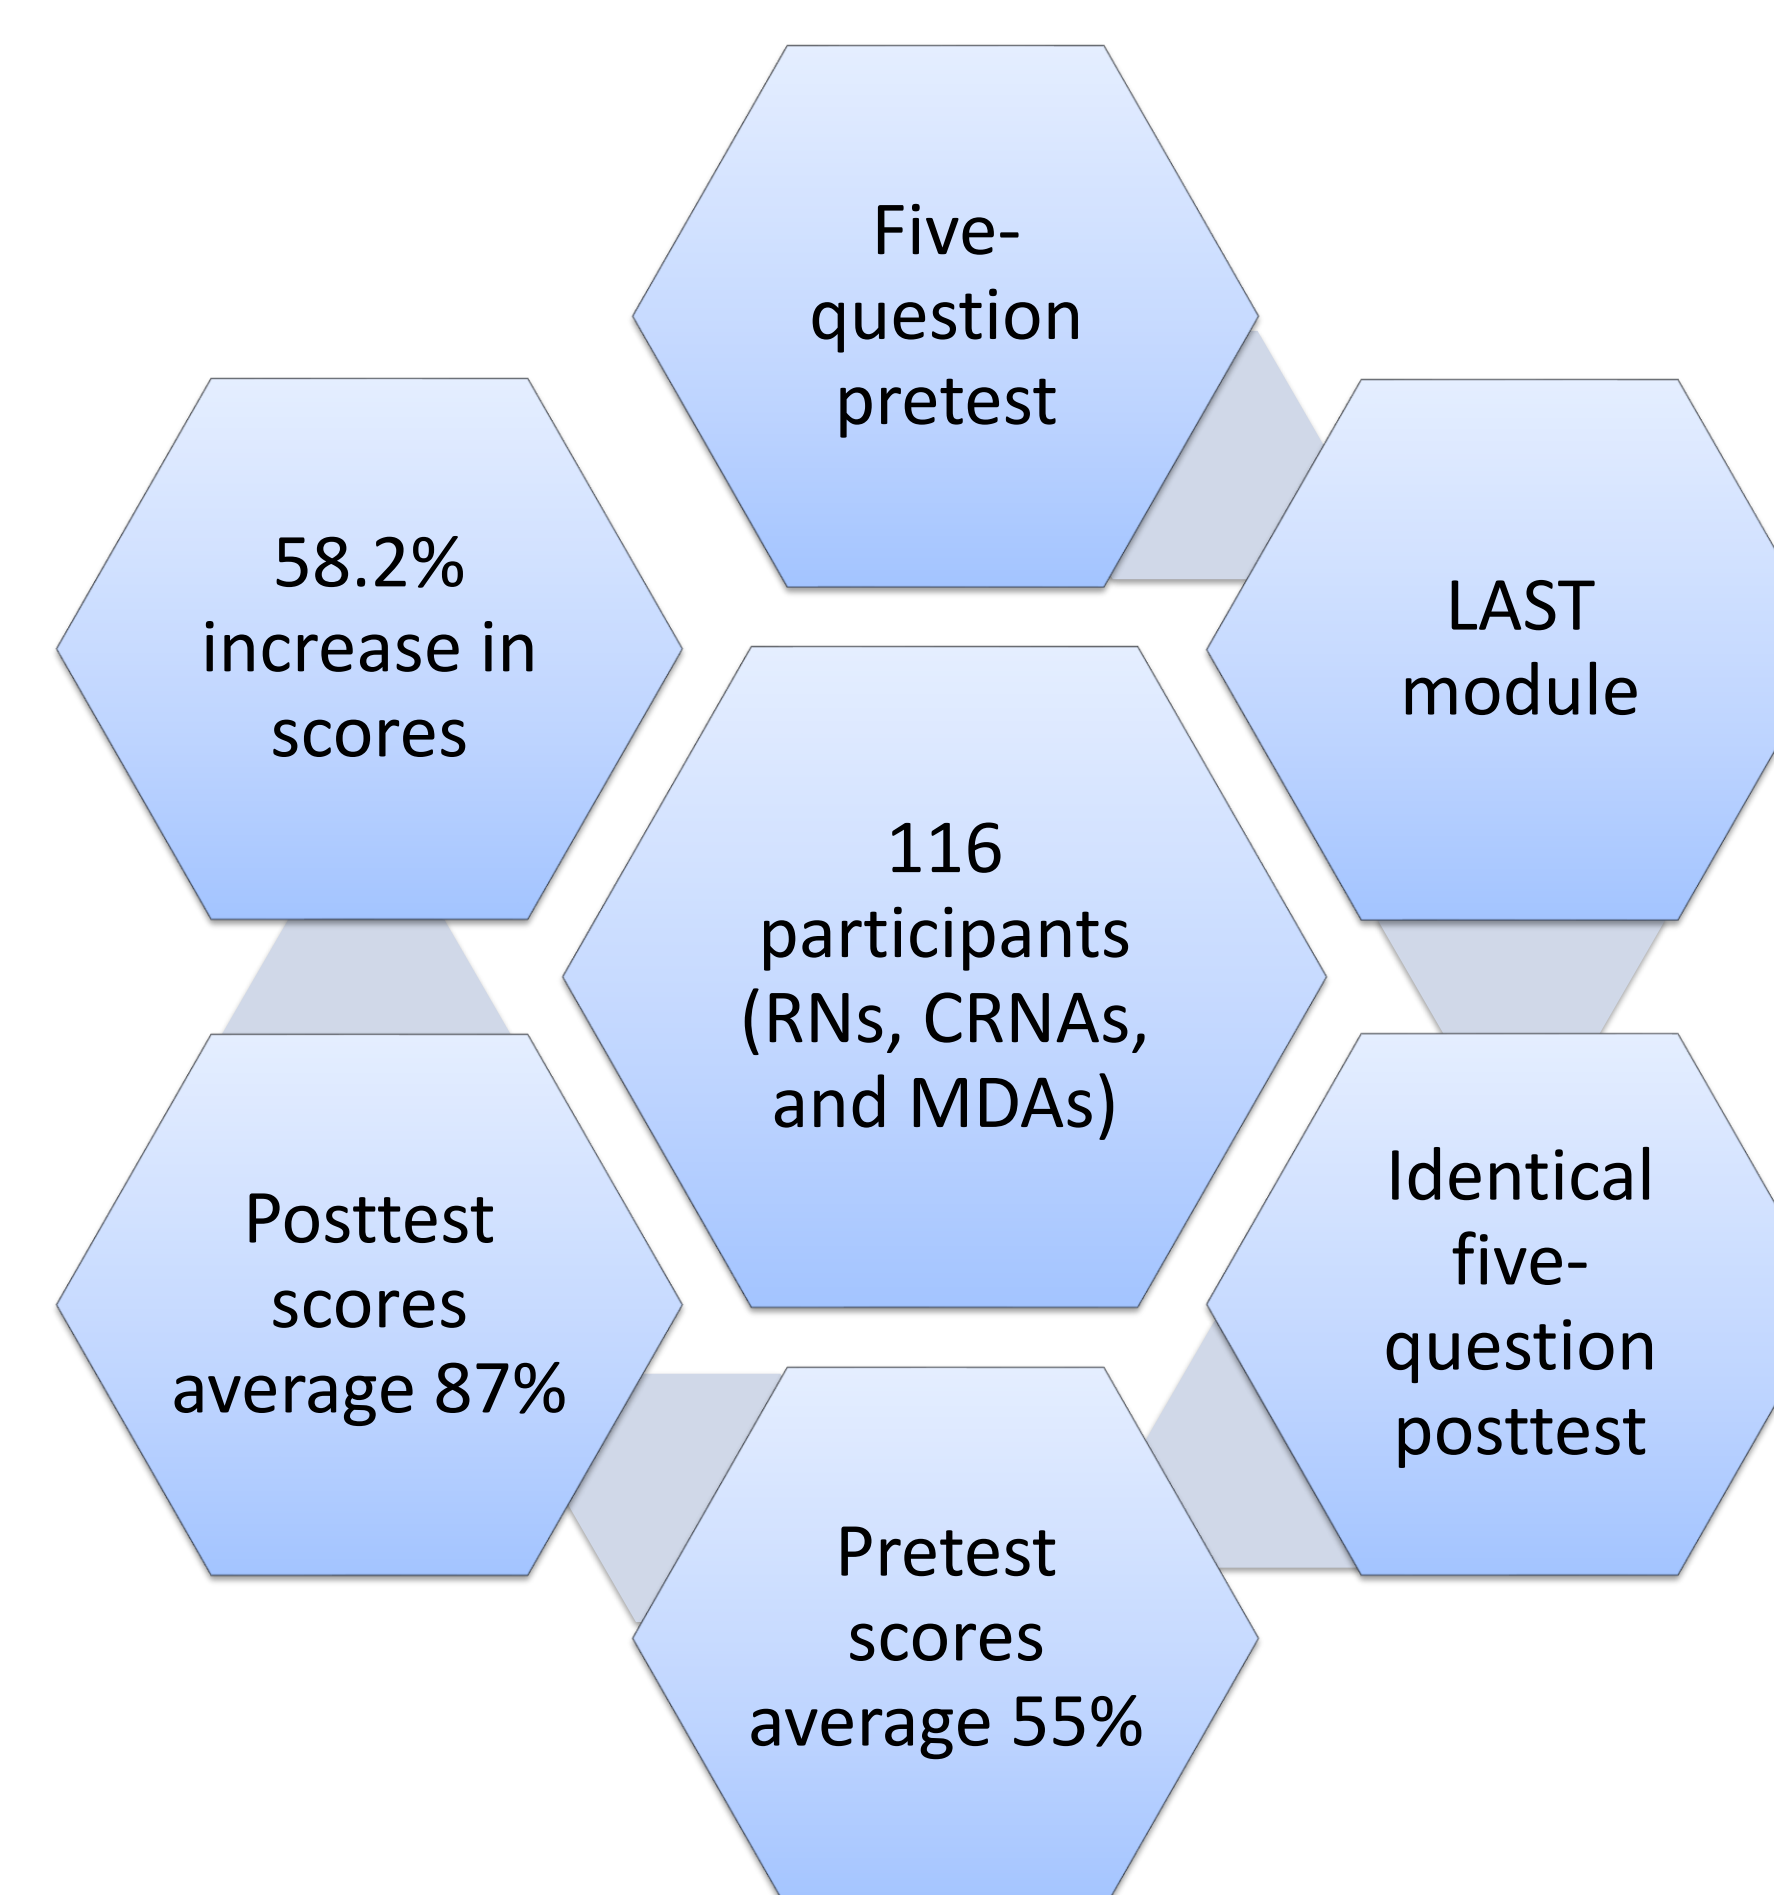 Five-
question
pretest
LAST
module
Identical
five-
question
posttest
Pretest
scores
average 55%
Posttest
scores
average 87%
58.2%
increase in
scores
116
participants
(RNs, CRNAs,
and MDAs)